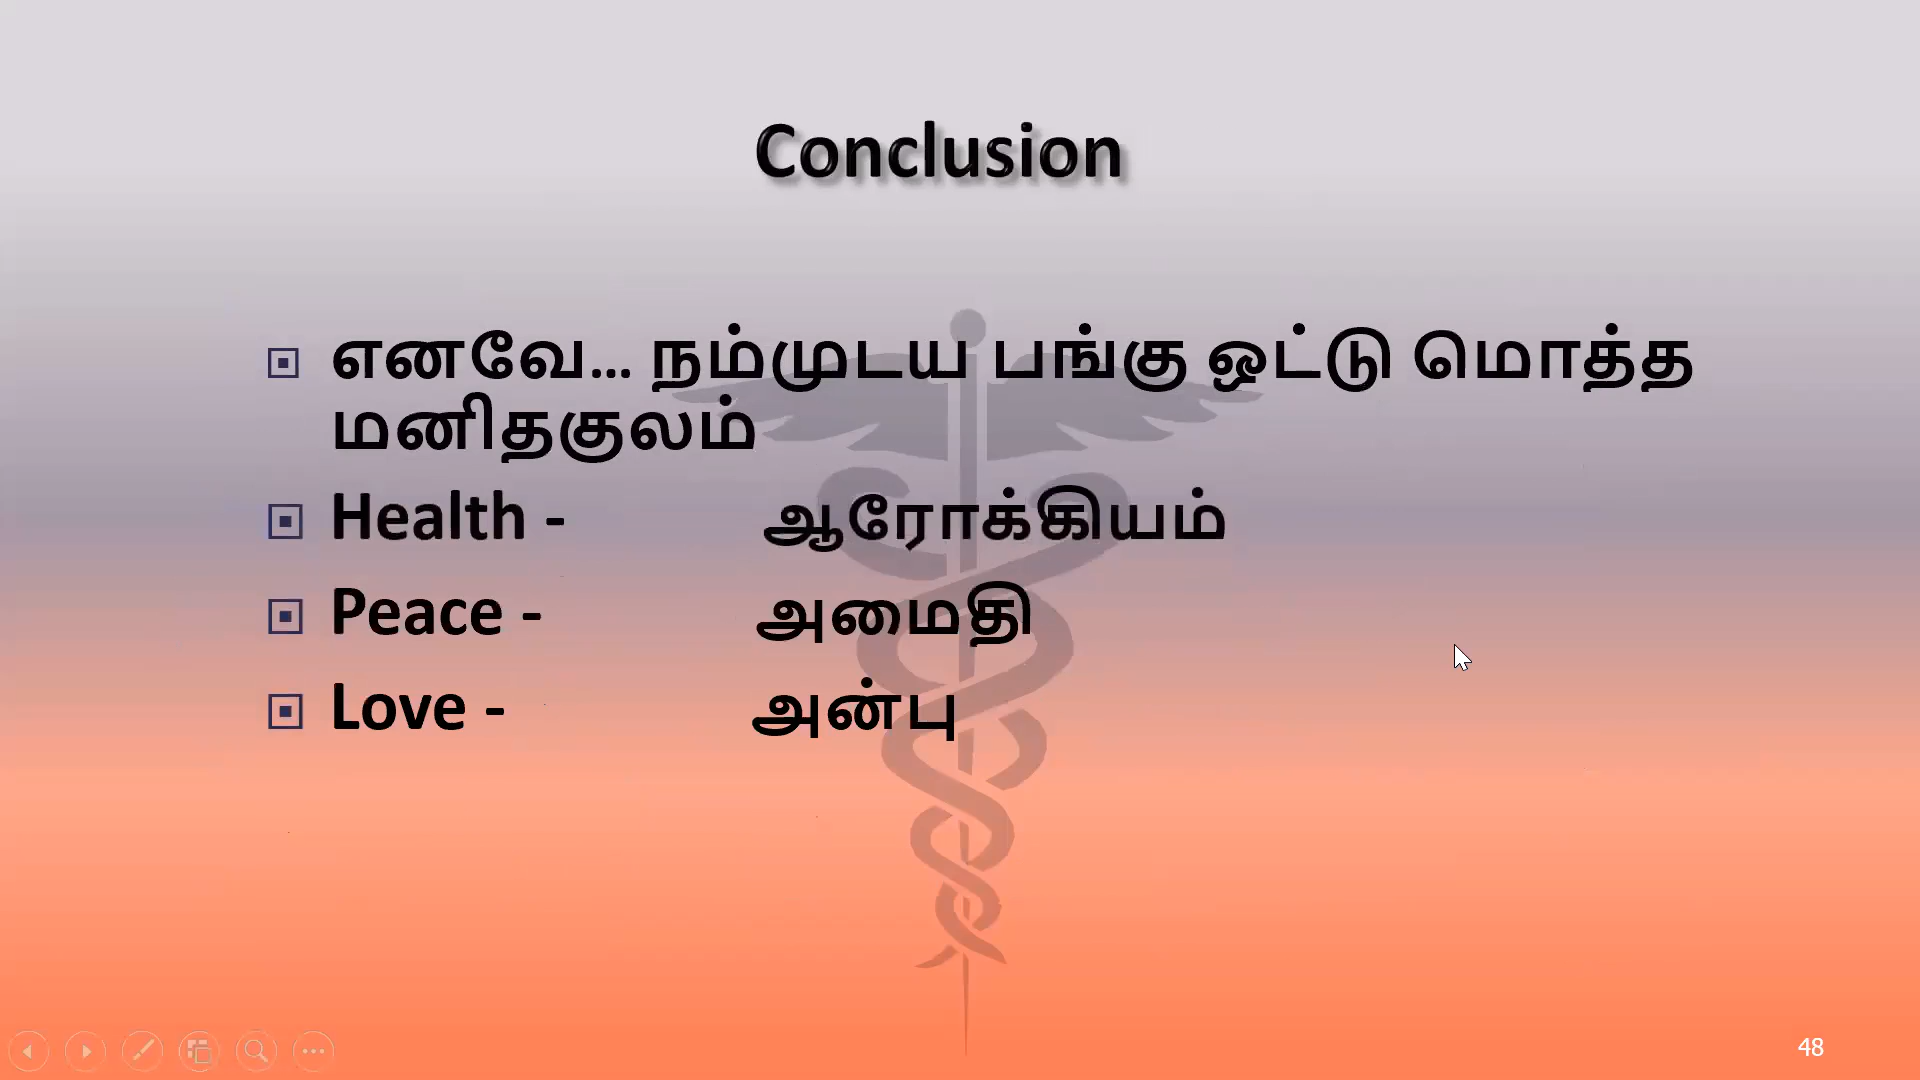 Conclusion
எனவே... நம்முடய பங்கு ஒட்டு மொத்த
மனிதகுலம்
Health - ஆரோக்கியம்
Peace - அமைதி
Love - அன்பு
48